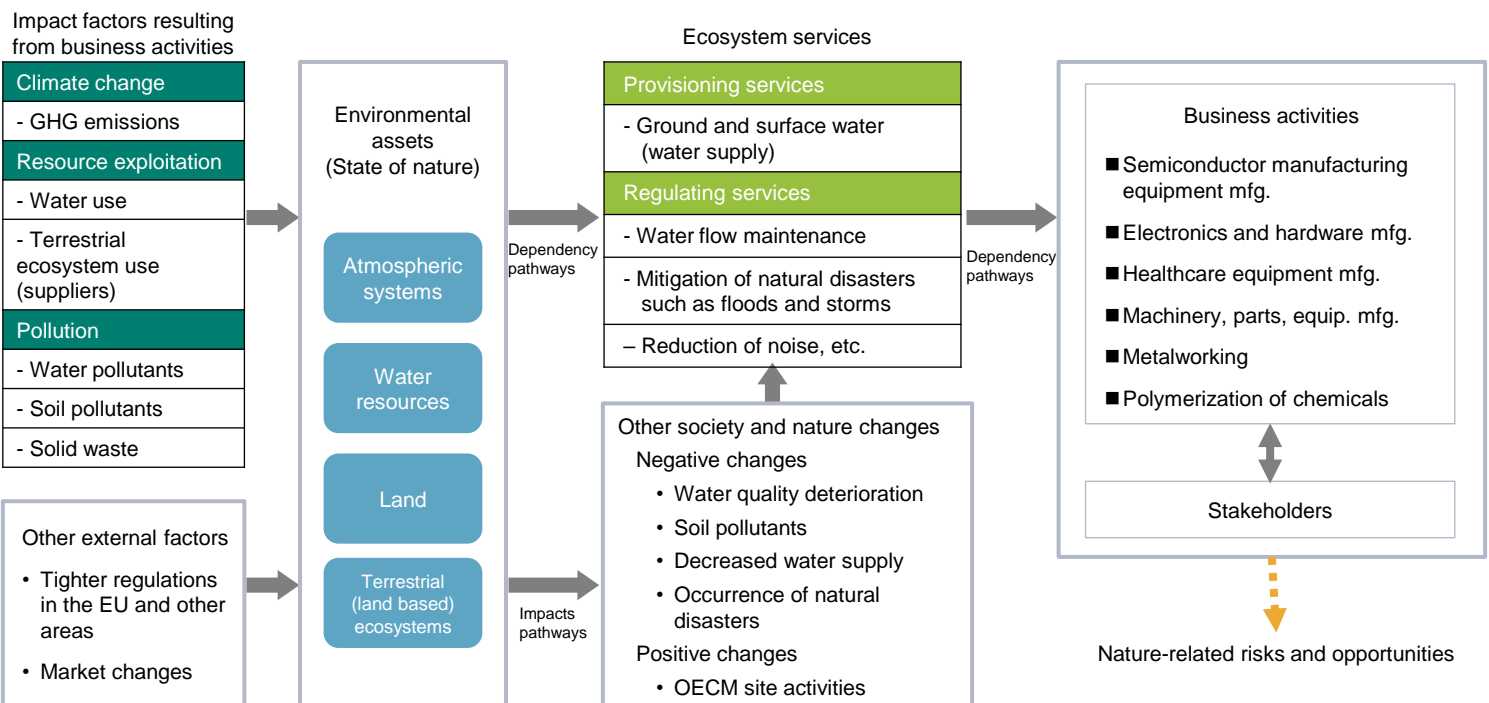 Impact factors resulting
from business activities
Climate change
- GHG emissions
Resource exploitation
- Water use
- Terrestrial
ecosystem use
(suppliers)
Pollution
- Water pollutants
- Soil pollutants
- Solid waste
Other external factors
• Tighter regulations
in the EU and other
areas
• Market changes
Environmental
assets
(State of nature)
Atmospheric
systems
Water
resources
Land
Terrestrial
(land based)
ecosystems
Dependency
pathways
Impacts
pathways
Ecosystem services
Provisioning services
- Ground and surface water
(water supply)
Regulating services
- Water flow maintenance
- Mitigation of natural disasters
such as floods and storms
– Reduction of noise, etc.
Other society and nature changes
Negative changes
• Water quality deterioration
• Soil pollutants
• Decreased water supply
• Occurrence of natural
disasters
Positive changes
• OECM site activities
Dependency
pathways
Business activities
■ Semiconductor manufacturing
equipment mfg.
■ Electronics and hardware mfg.
■ Healthcare equipment mfg.
■ Machinery, parts, equip. mfg.
■ Metalworking
■ Polymerization of chemicals
Stakeholders
Nature-related risks and opportunities